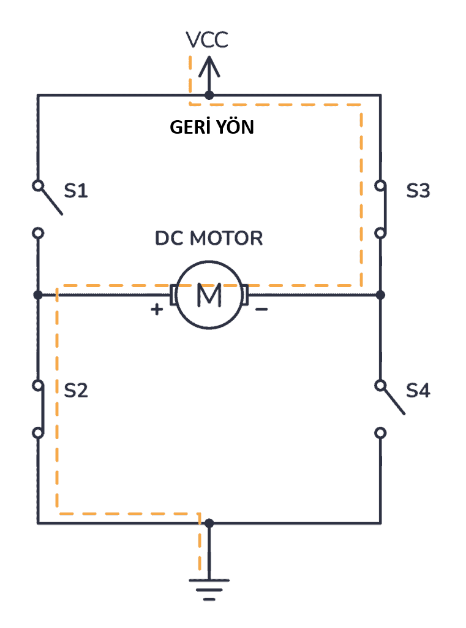 VCC
GERİ YÖN
S1
S3
DC MOTOR
M
+
−
S2
S4